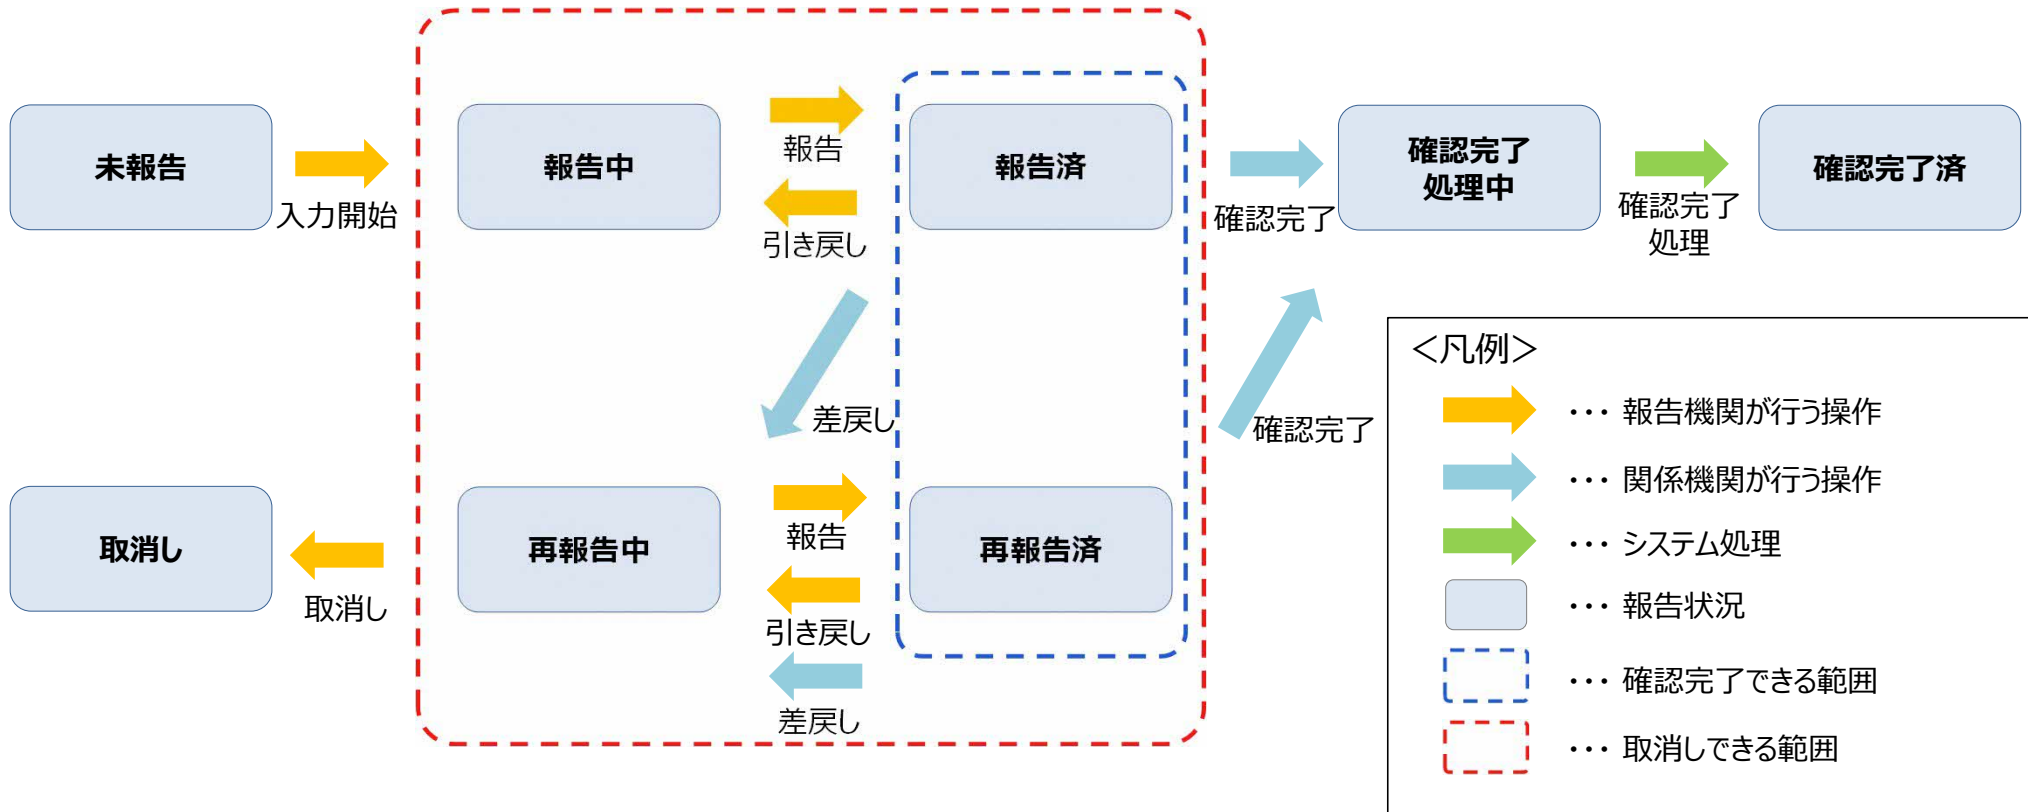 未報告
入力開始
報告中
報告
引き戻し
報告済
確認完了
確認完了
処理中
確認完了
処理
確認完了済
差戻し
確認完了
取消し
取消し
再報告中
報告
引き戻し
差戻し
再報告済
<凡例>
･･･ 報告機関が行う操作
･･･ 関係機関が行う操作
･･･ システム処理
･･･ 報告状況
･･･ 確認完了できる範囲
･･･ 取消しできる範囲